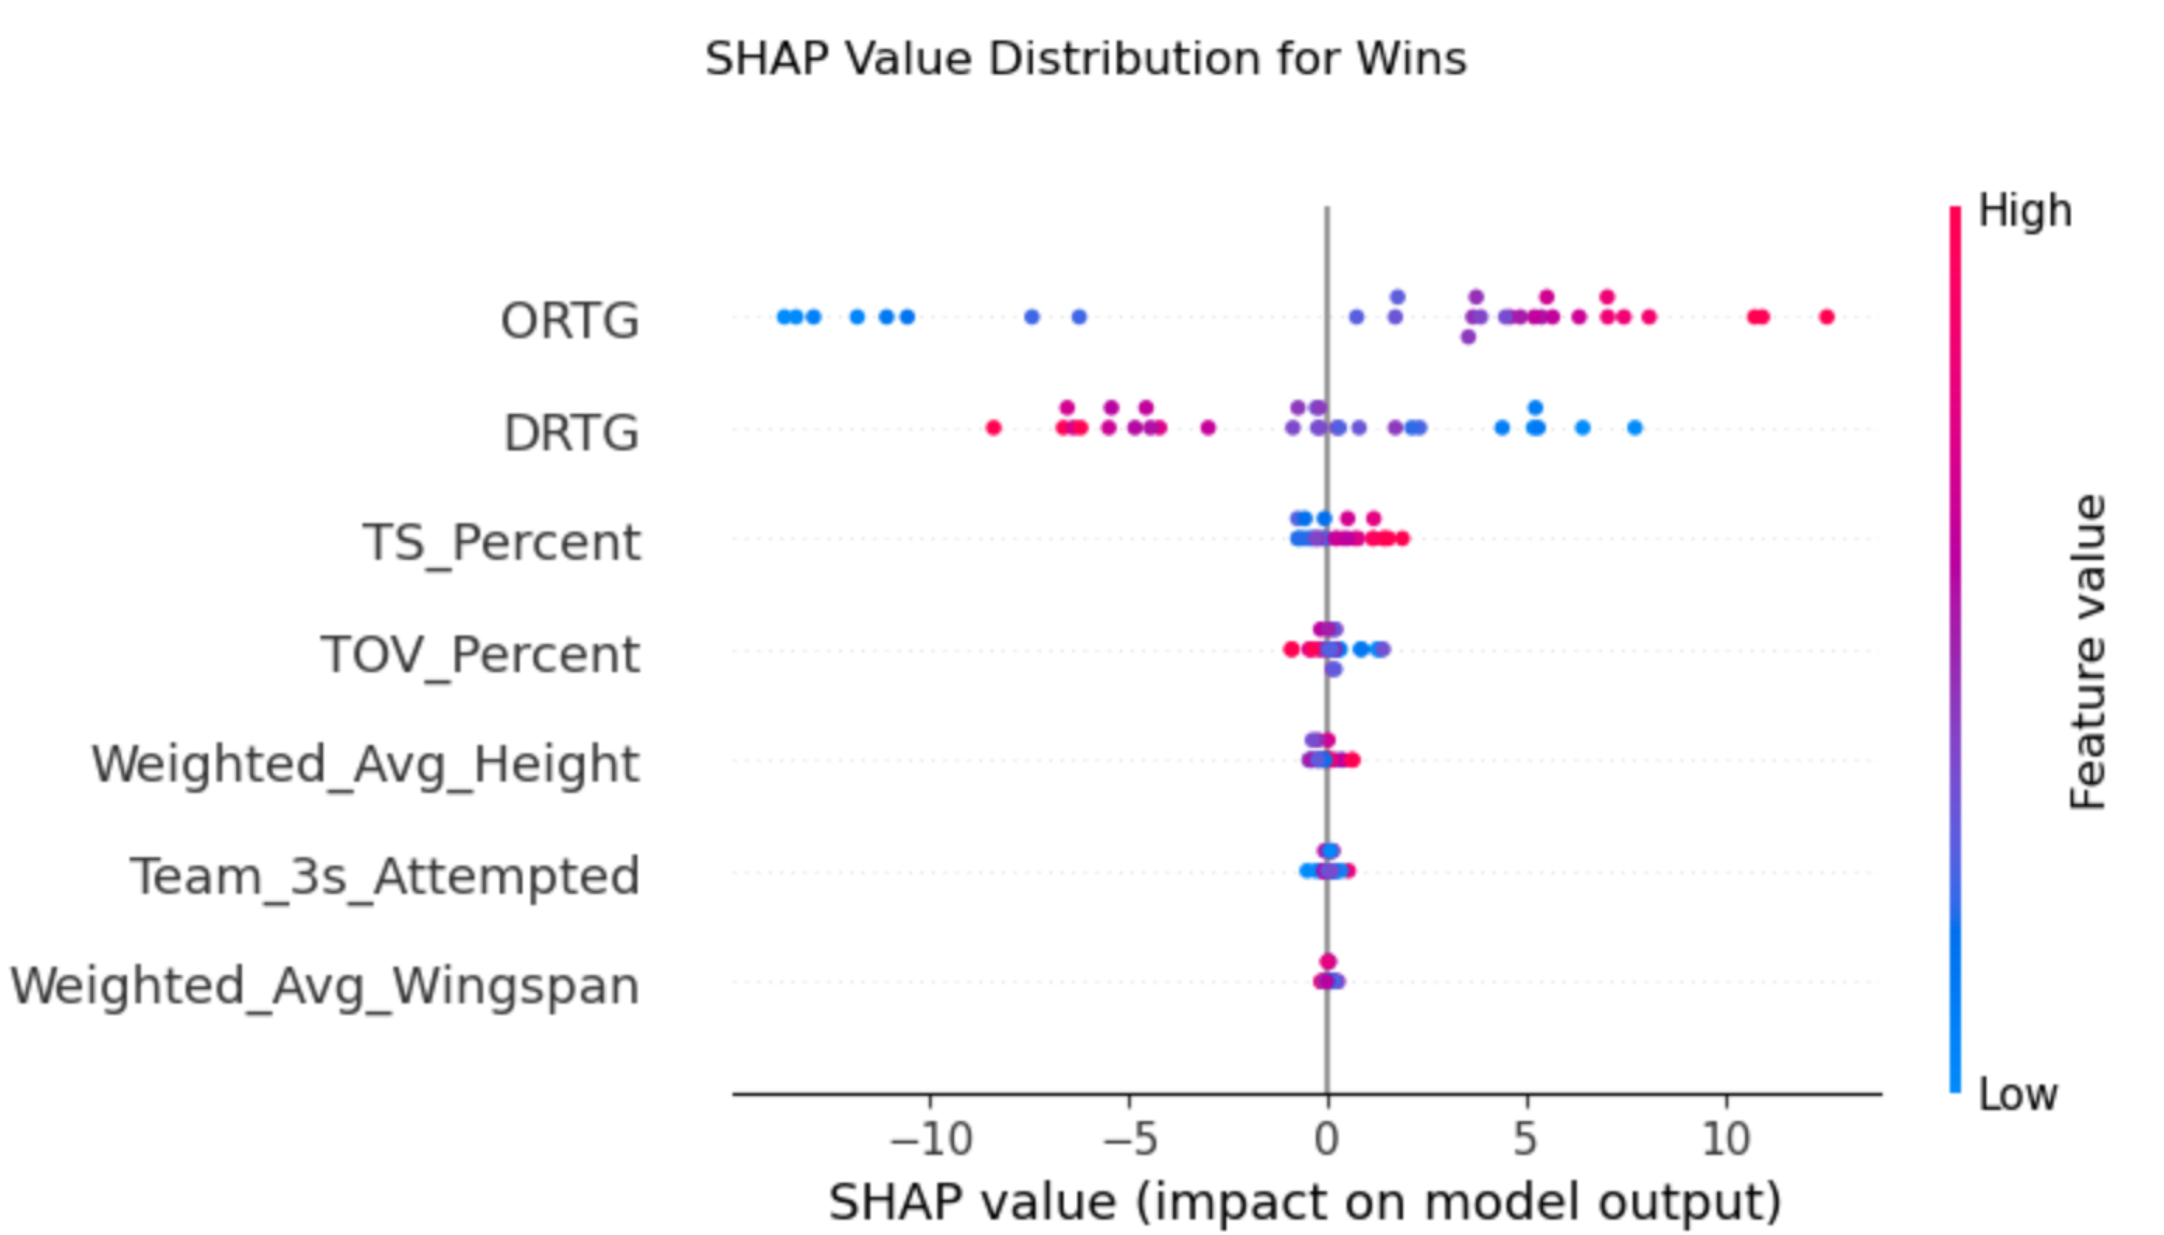 SHAP Value Distribution for Wins
High
ORTG
DRTG
TS_Percent
TOV_Percent
Weighted_Avg_Height
Team_3s_Attempted
Weighted_Avg_Wingspan
Feature value
Low
−10 −5 0 5 10
SHAP value (impact on model output)